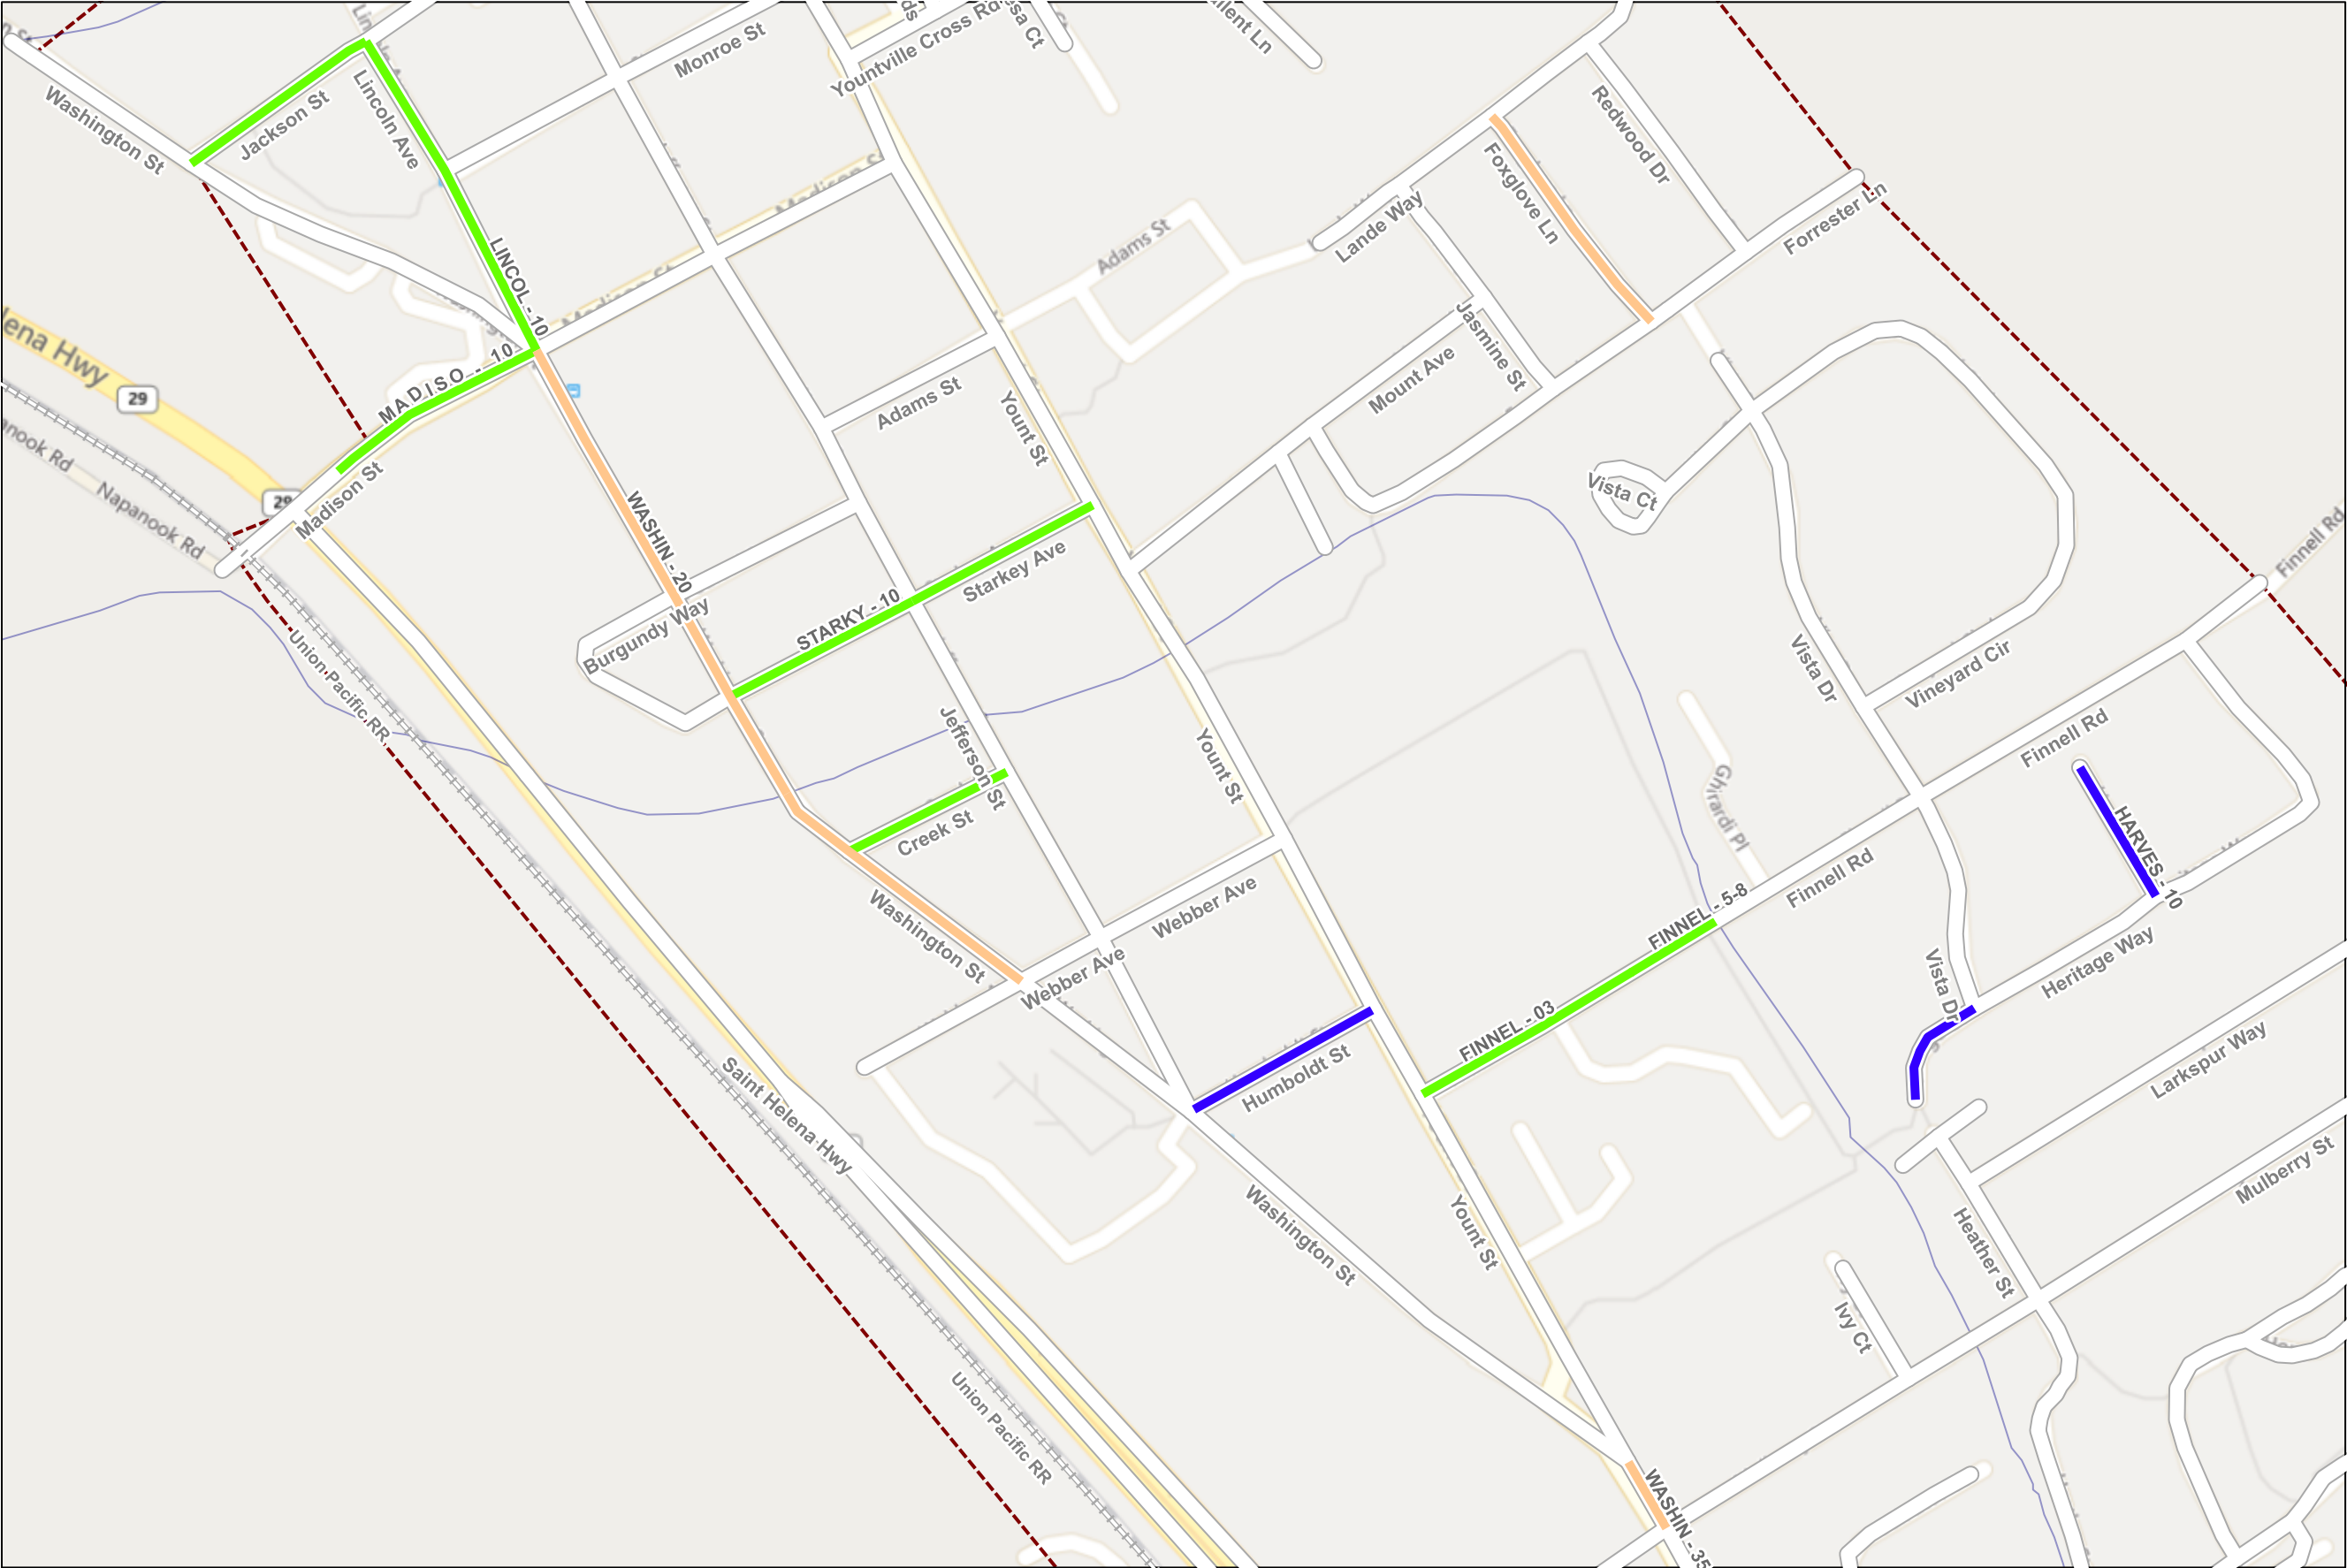 Washington St
Jackson St
Lincoln Ave
Monroe St
Yountville Cross Rd
Redwood Dr
Foxglove Ln
Forrester Ln
Lande Way
Adams St
Madison St
Madison St
LINCOL - 10
MADISO - 10
29
Napanook Rd
29
Madison St
Adams St
Yount St
Mount Ave
Jasmine St
Vista Ct
Finnell Rd
WASHIN - 20
Burgundy Way
STARKY - 10
Starkey Ave
Union Pacific RR
Jefferson St
Creek St
Yount St
Vista Dr
Vineyard Cir
Finnell Rd
Ghirardi Pl
HARVES - 10
Finnell Rd
FINNEL - 5-8
FINNEL - 03
Washington St
Webber Ave
Webber Ave
Vista Dr
Heritage Way
Larkspur Way
Mulberry St
Humboldt St
Saint Helena Hwy
Washington St
Yount St
Heather St
Ivy Ct
Union Pacific RR
WASHIN - 35